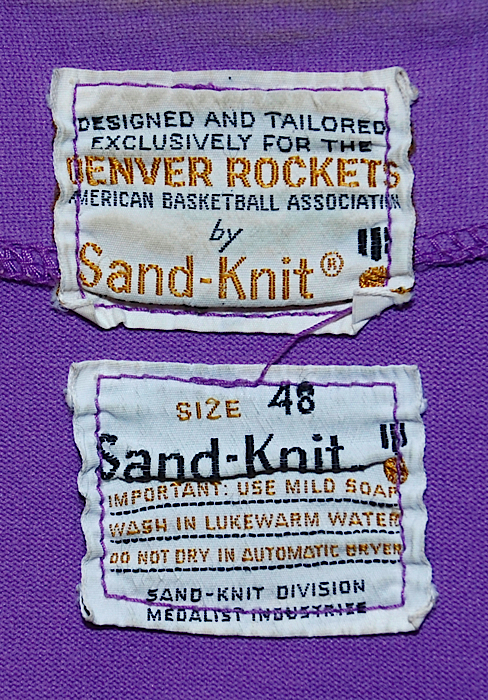 DESIGNED AND TAILORED
EXCLUSIVELY FOR THE
DENVER ROCKETS
AMERICAN BASKETBALL ASSOCIATION
by
Sand-Knit®
SIZE 48
Sand-Knit
IMPORTANT: USE MILD SOAP
WASH IN LUKEWARM WATER
DO NOT DRY IN AUTOMATIC DRYER
SAND-KNIT DIVISION
MEDALIST INDUSTRIES